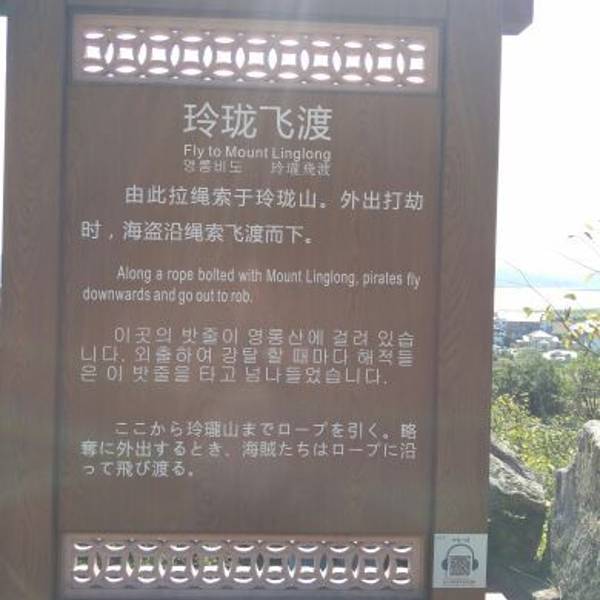 玲珑飞渡
Fly to Mount Linglong
영롱비도 玲瓏飛渡
由此拉绳索于玲珑山。外出打劫
时，海盗沿绳索飞渡而下。
Along a rope bolted with Mount Linglong, pirates fly
downwards and go out to rob.
이곳의 밧줄이 영롱산에 걸려 있습
니다. 외출하여 강탈 할 때마다 해적들
은 이 밧줄을 타고 넘나들었습니다.
ここから玲瓏山までロープを引く。略
奪に外出するとき、海賊たちはロープに沿
って飛び渡る。